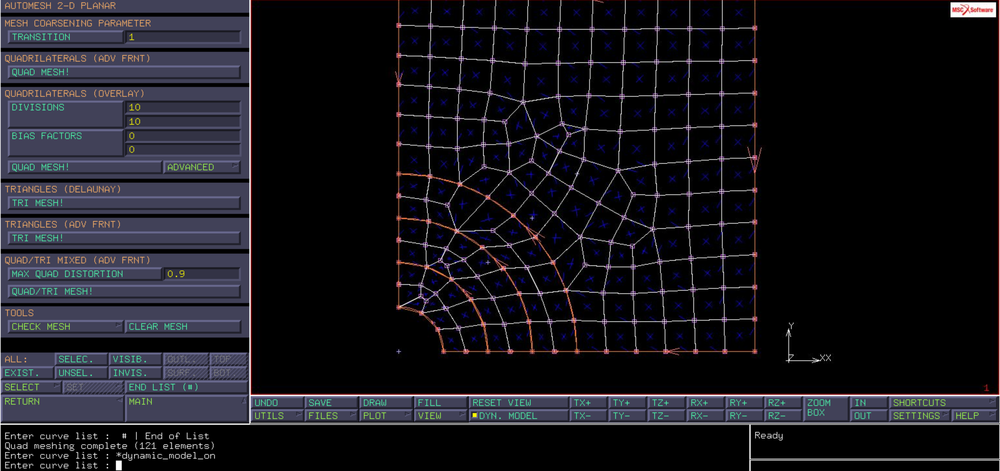 AUTOMESH 2-D PLANAR
MESH COARSENING PARAMETER
TRANSITION 1
QUADRILATERALS (ADV FRNT)
QUAD MESH!
QUADRILATERALS (OVERLAY)
DIVISIONS 10
10
BIAS FACTORS 0
0
QUAD MESH! ADVANCED
TRIANGLES (DELAUNAY)
TRI MESH!
TRIANGLES (ADV FRNT)
TRI MESH!
QUAD/TRI MIXED (ADV FRNT)
MAX QUAD DISTORTION 0.9
QUAD/TRI MESH!
TOOLS
CHECK MESH CLEAR MESH
ALL: SELEC. VISIB. OUTL. TOP
EXIST. UNSEL. INVIS. SURF. BOT.
SELECT SET END LIST (#)
RETURN MAIN
MSC Software
Y
Z XX
1
UNDO SAVE DRAW FILL RESET VIEW TX+ TY+ TZ+ RX+ RY+ RZ+ ZOOM BOX IN SHORTCUTS
UTILS FILES PLOT VIEW DYN. MODEL TX- TY- TZ- RX- RY- RZ- OUT SETTINGS HELP
Enter curve list :  # | End of List
Quad meshing complete (121 elements)
Enter curve list : *dynamic_model_on
Enter curve list :
Ready